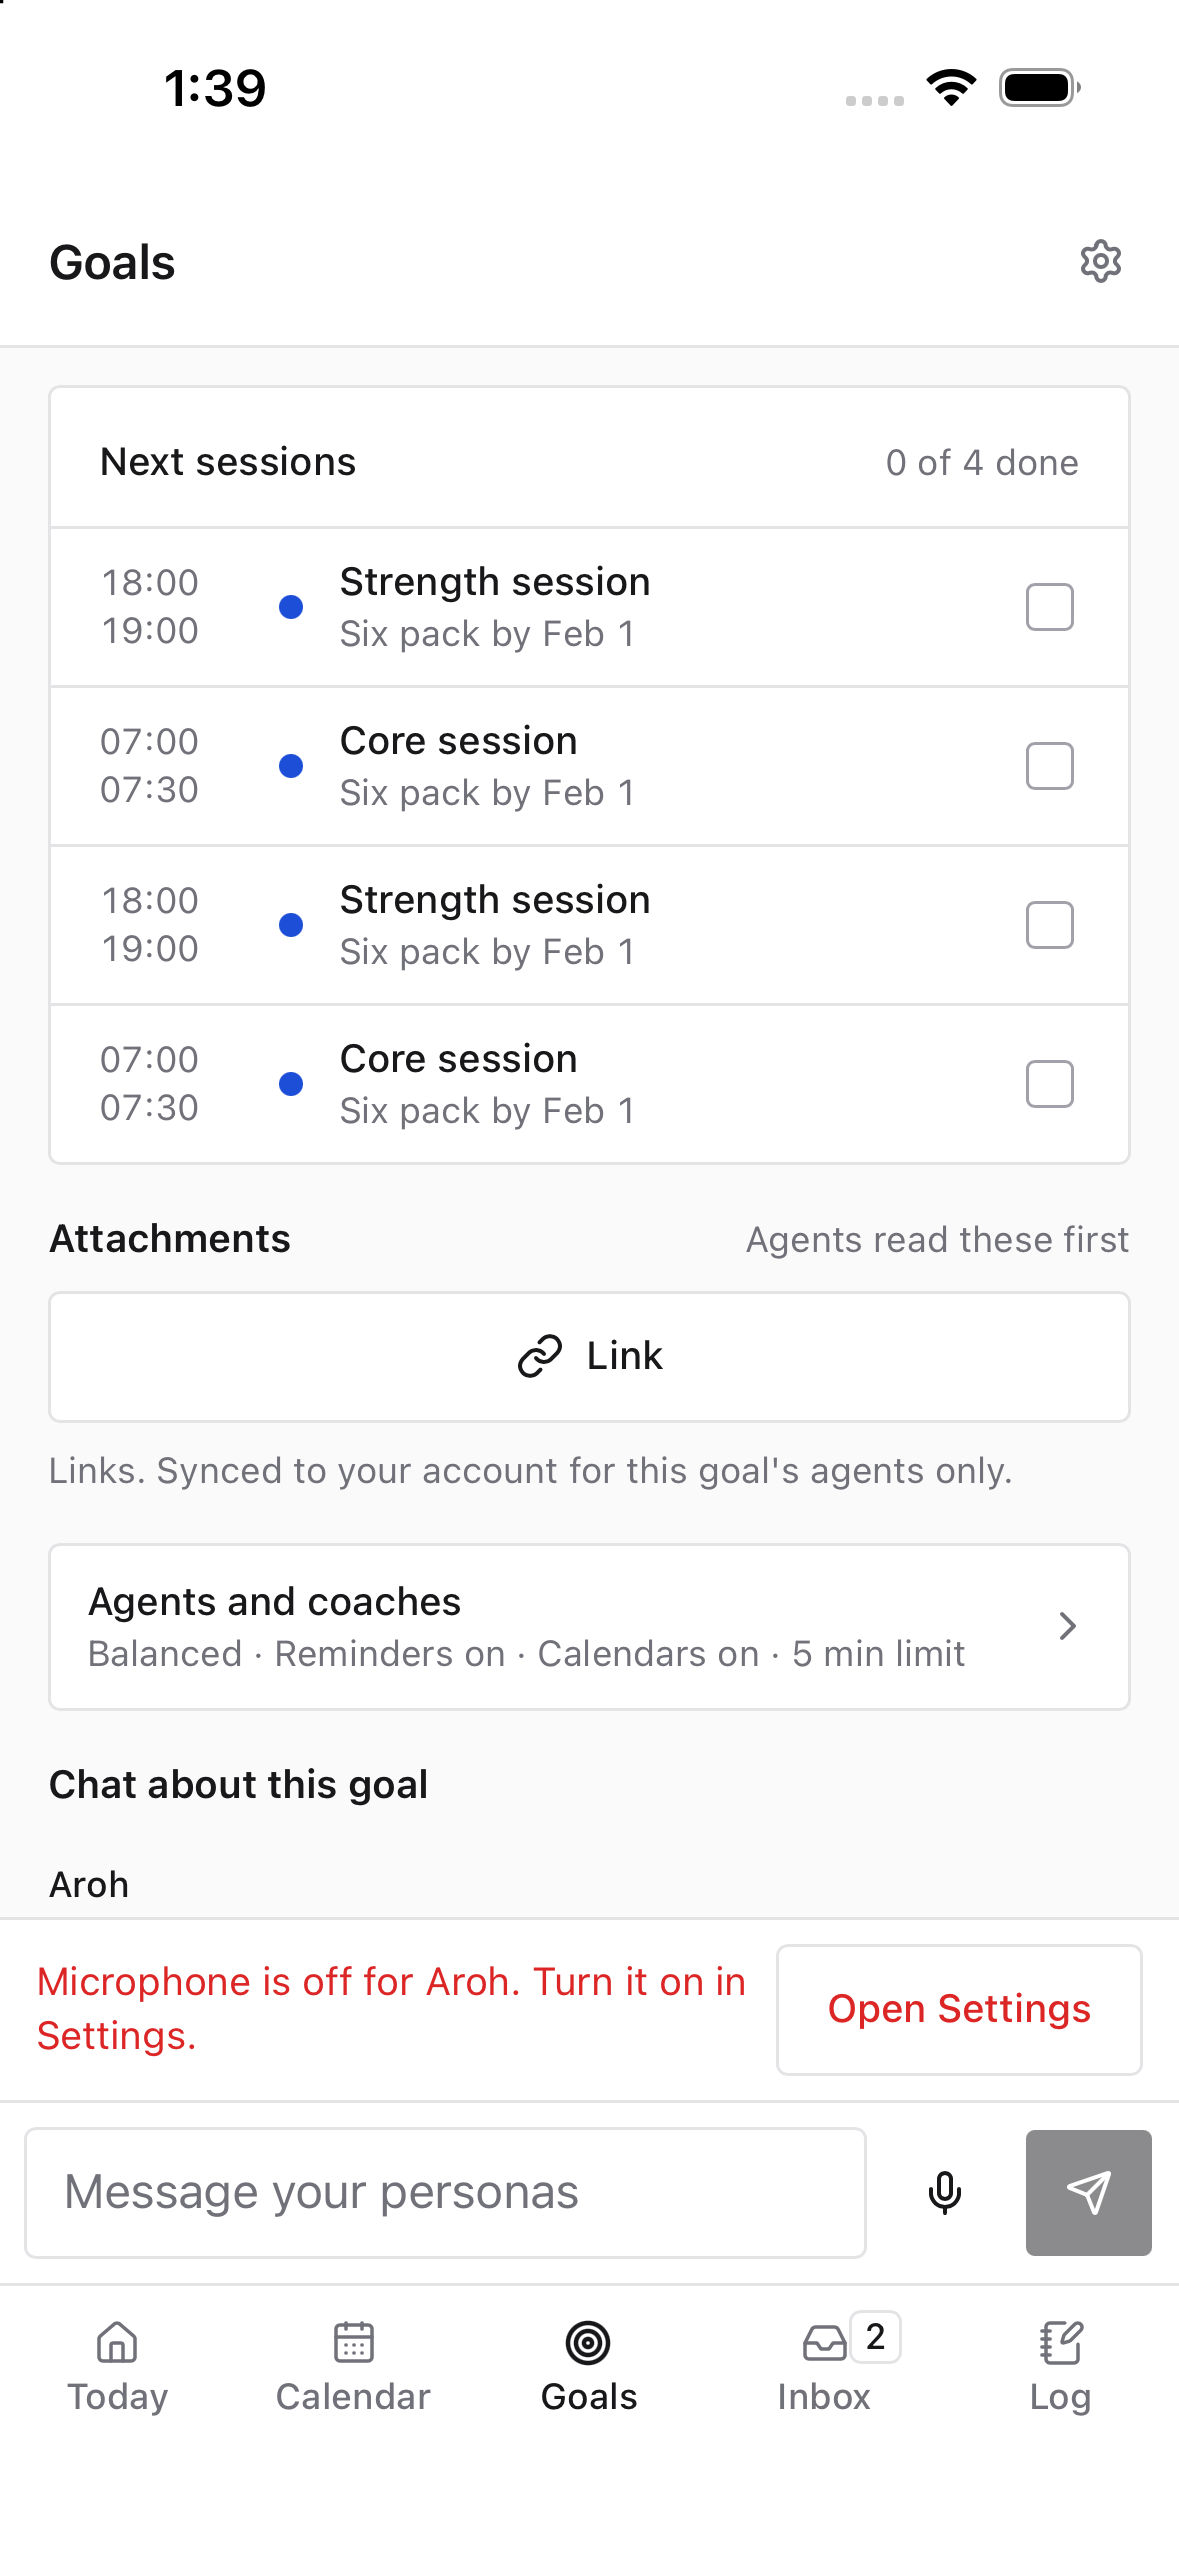 1:39
Goals
Next sessions
0 of 4 done
18:00
19:00
Strength session
Six pack by Feb 1
07:00
07:30
Core session
Six pack by Feb 1
18:00
19:00
Strength session
Six pack by Feb 1
07:00
07:30
Core session
Six pack by Feb 1
Attachments
Agents read these first
Link
Links. Synced to your account for this goal's agents only.
Agents and coaches
Balanced · Reminders on · Calendars on · 5 min limit
Chat about this goal
Aroh
Microphone is off for Aroh. Turn it on in
Settings.
Open Settings
Message your personas
Today
Calendar
Goals
Inbox
2
Log